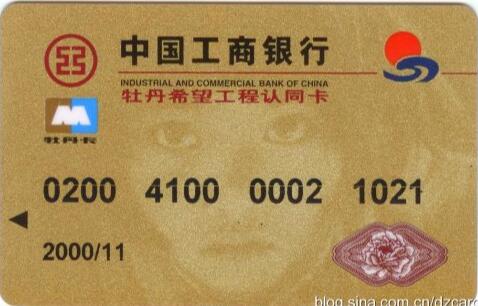 中国工商银行
INDUSTRIAL AND COMMERCIAL BANK OF CHINA
牡丹希望工程认同卡
M
牡丹卡
0200 4100 0002 1021
2000/11
blog.sina.com.cn/dzcard